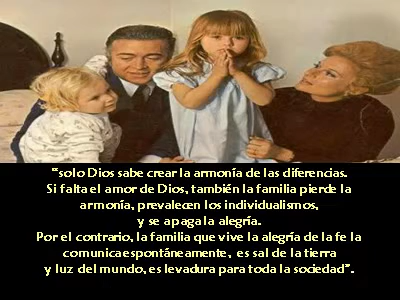 "solo Dios sabe crear la armonía de las diferencias.
Si falta el amor de Dios, también la familia pierde la
armonía, prevalecen los individualismos,
y se apaga la alegría.
Por el contrario, la familia que vive la alegría de la fe la
comunica espontáneamente, es sal de la tierra
y luz del mundo, es levadura para toda la sociedad".